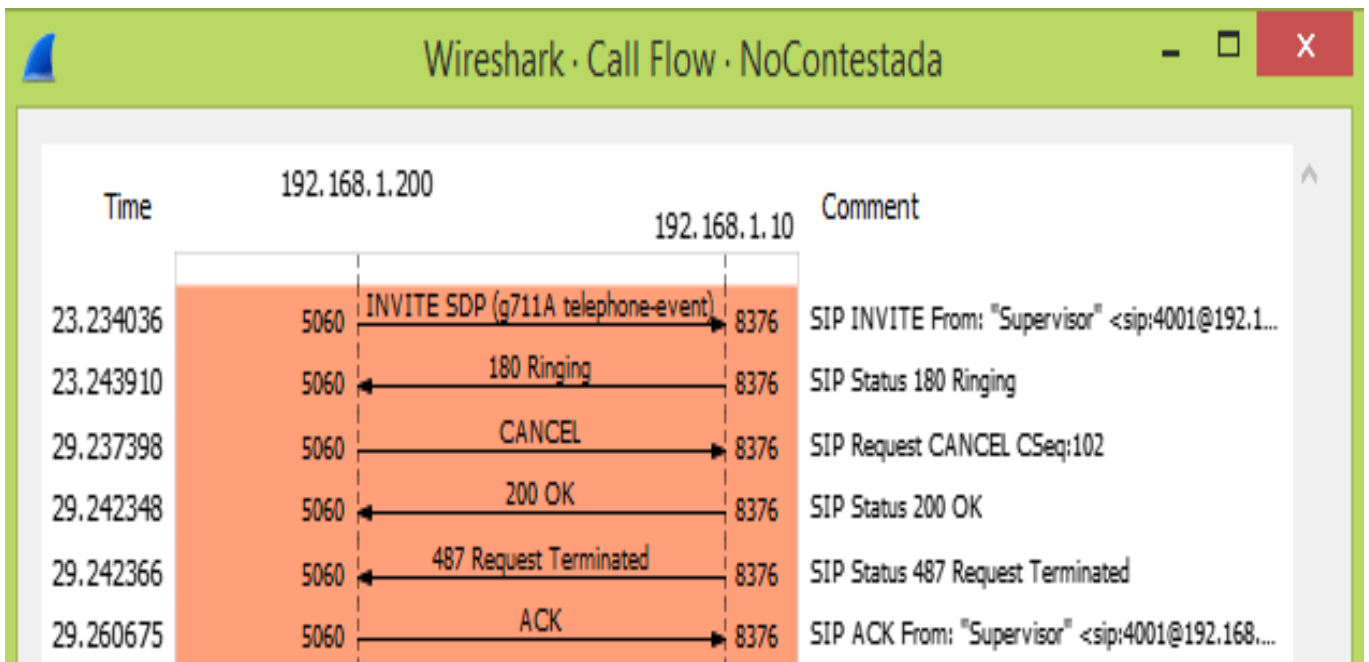 Wireshark · Call Flow · NoContestada
Time 192.168.1.200 192.168.1.10 Comment
23.234036 5060 INVITE SDP (g711A telephone-event) 8376 SIP INVITE From: "Supervisor" <sip:4001@192.1...
23.243910 5060 180 Ringing 8376 SIP Status 180 Ringing
29.237398 5060 CANCEL 8376 SIP Request CANCEL CSeq:102
29.242348 5060 200 OK 8376 SIP Status 200 OK
29.242366 5060 487 Request Terminated 8376 SIP Status 487 Request Terminated
29.260675 5060 ACK 8376 SIP ACK From: "Supervisor" <sip:4001@192.168....